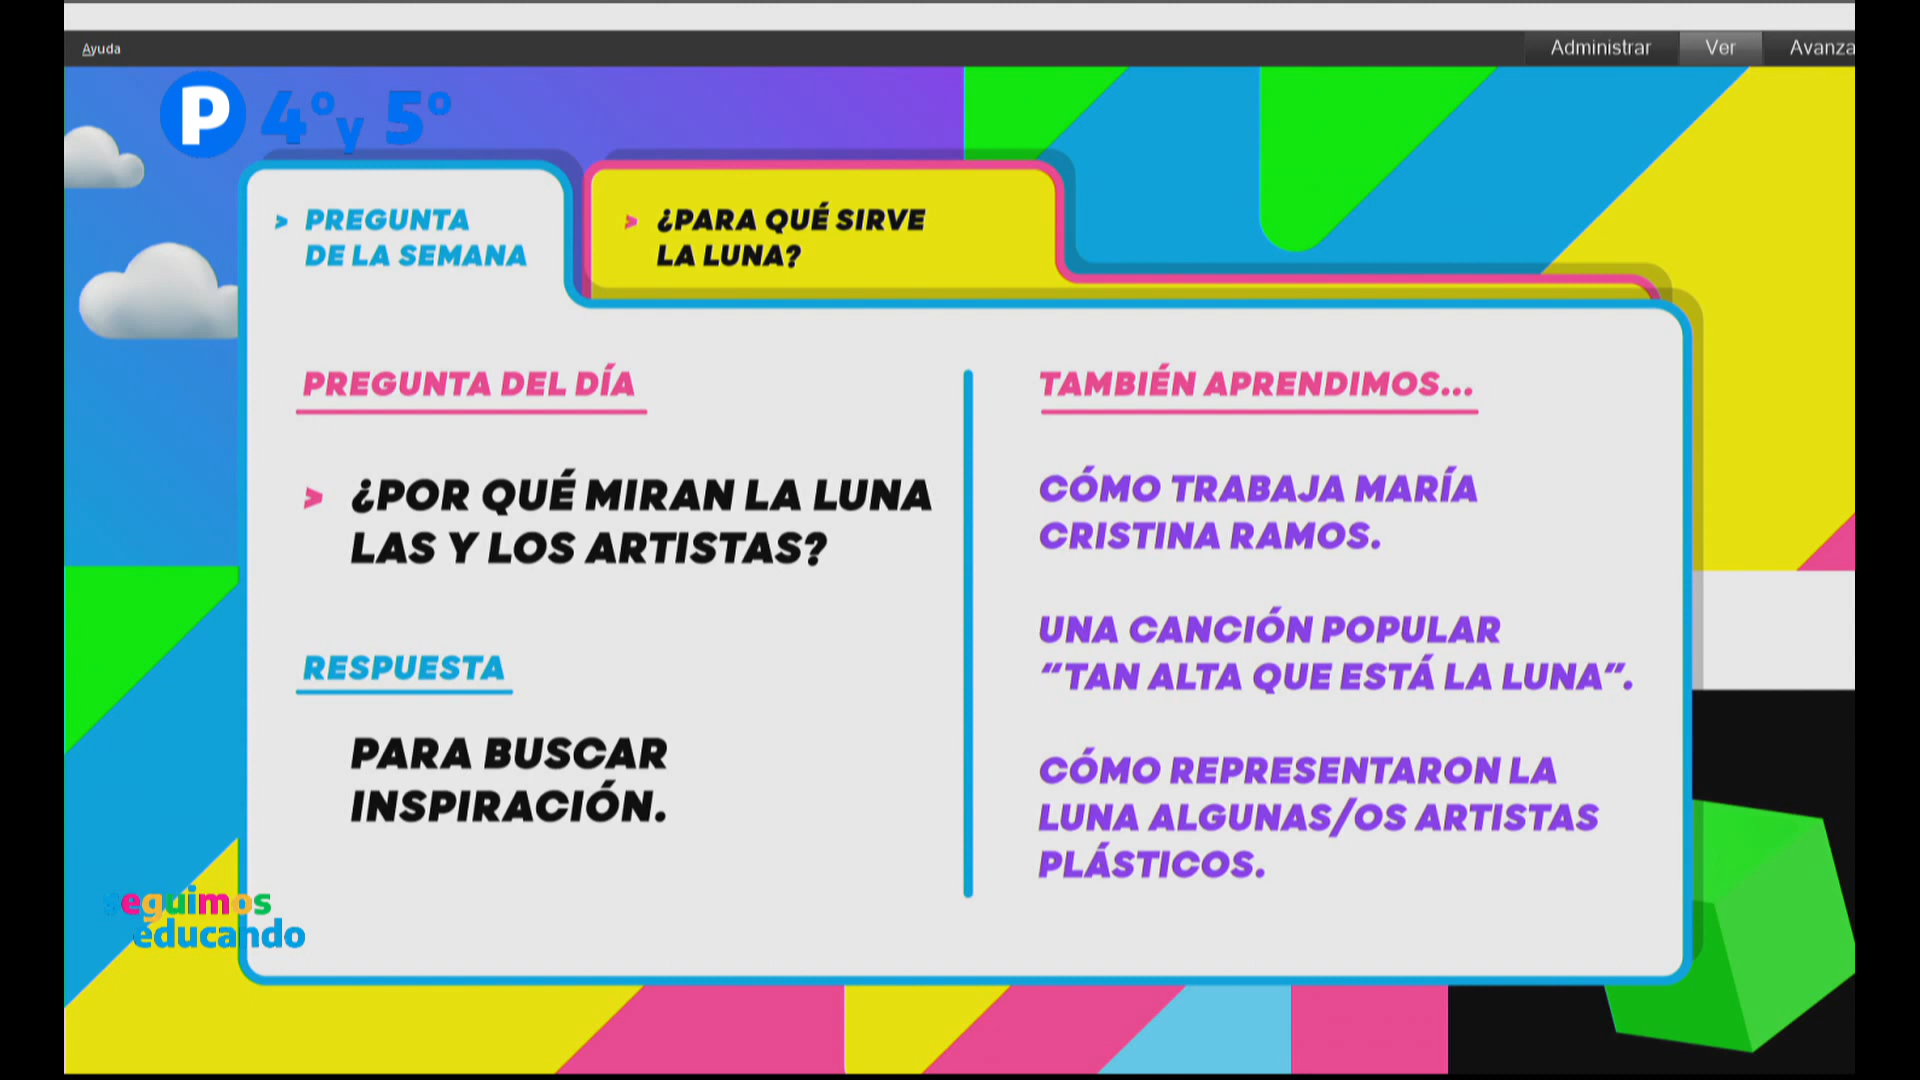 Ayuda
Administrar
Ver
Avanza
P 4º y 5º
> PREGUNTA
DE LA SEMANA
> ¿PARA QUÉ SIRVE
LA LUNA?
PREGUNTA DEL DÍA
> ¿POR QUÉ MIRAN LA LUNA
LAS Y LOS ARTISTAS?
RESPUESTA
PARA BUSCAR
INSPIRACIÓN.
TAMBIÉN APRENDIMOS...
CÓMO TRABAJA MARÍA
CRISTINA RAMOS.
UNA CANCIÓN POPULAR
“TAN ALTA QUE ESTÁ LA LUNA”.
CÓMO REPRESENTARON LA
LUNA ALGUNAS/OS ARTISTAS
PLÁSTICOS.
seguimos
educando